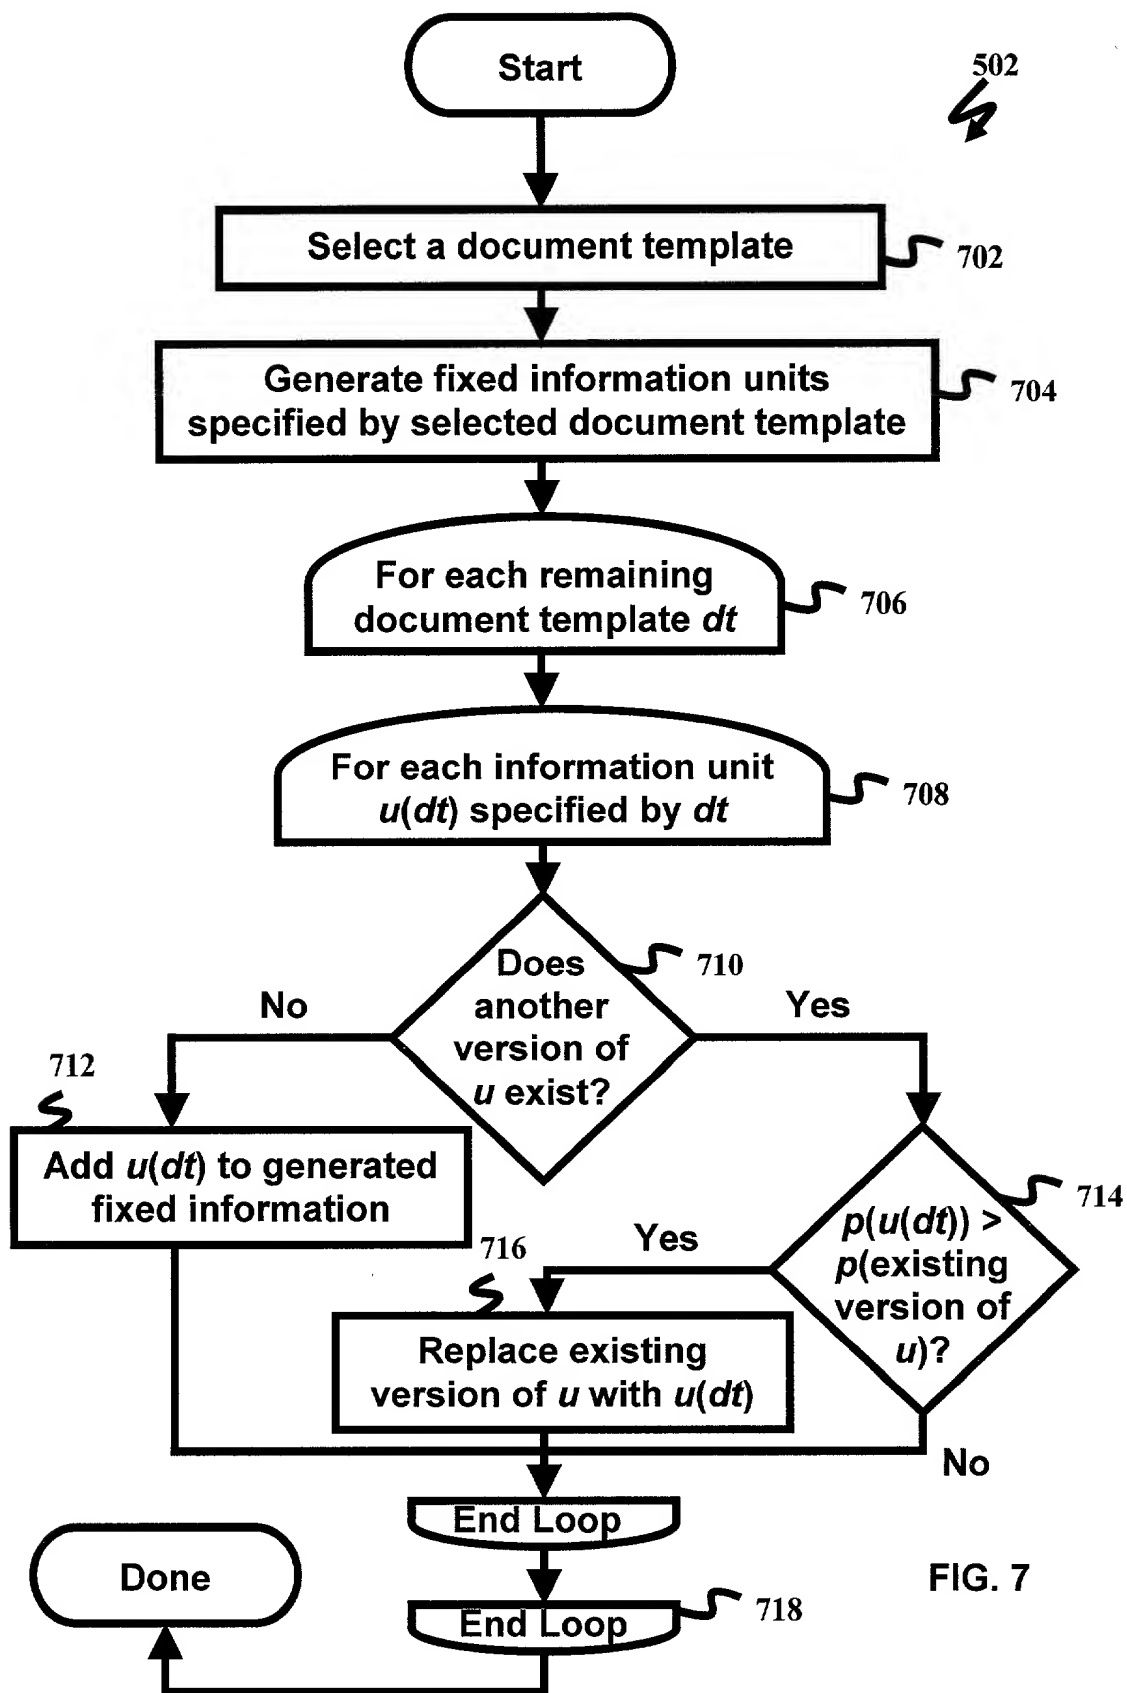 Start
502
Select a document template
702
Generate fixed information units
specified by selected document template
704
For each remaining
document template dt
706
For each information unit
u(dt) specified by dt
708
Does
another
version of
u exist?
710
No
Yes
712
Add u(dt) to generated
fixed information
p(u(dt)) >
p(existing
version of
u)?
714
Yes
716
Replace existing
version of u with u(dt)
No
End Loop
Done
End Loop
718
FIG. 7